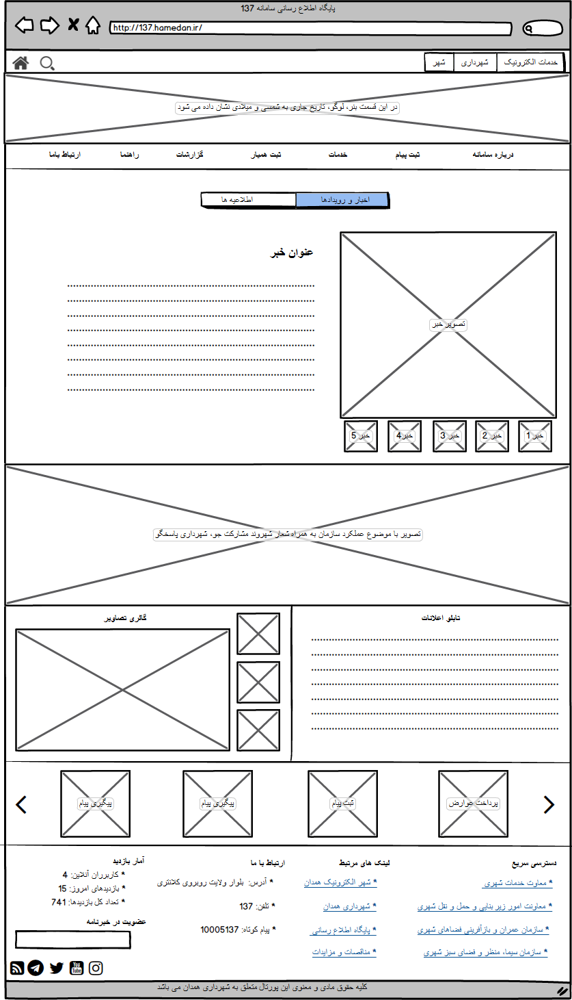 پایگاه اطلاع رسانی سامانه 137
http://137.hamedan.ir/
خدمات الکترونیک
شهرداری
شهر
در این قسمت بنر، لوگو، تاریخ جاری به شمسی و میلادی نشان داده می شود
درباره سامانه
ثبت پیام
خدمات
ثبت همیار
گزارشات
راهنما
ارتباط باما
اخبار و رویدادها
اطلاعیه ها
عنوان خبر
تصویر خبر
خبر 1
خبر 2
خبر 3
خبر 4
خبر 5
تصویر با موضوع عملکرد سازمان به همراه شعار شهروند مشارکت جو، شهرداری پاسخگو
تابلو اعلانات
گالری تصاویر
پرداخت عوارض
ثبت پیام
پیگیری پیام
پیگیری پیام
دسترسی سریع
* معاوت خدمات شهری
* معاونت امور زیر بنایی و حمل و نقل شهری
* سازمان عمران و بازآفرینی فضاهای شهری
* سازمان سیما، منظر و فضای سبز شهری
لینک های مرتبط
* شهر الکترونیک همدان
* شهرداری همدان
* پایگاه اطلاع رسانی
* مناقصات و مزایدات
ارتباط با ما
* آدرس: بلوار ولایت روبروی کلانتری
* تلفن: 137
* پیام کوتاه: 10005137
آمار بازدید
* کاربرران آنلاین: 4
* بازدیدهای امروز: 15
* تعداد کل بازدیدها: 741
عضویت در خبرنامه
You Tube
کلیه حقوق مادی و معنوی این پورتال متعلق به شهرداری همدان می باشد